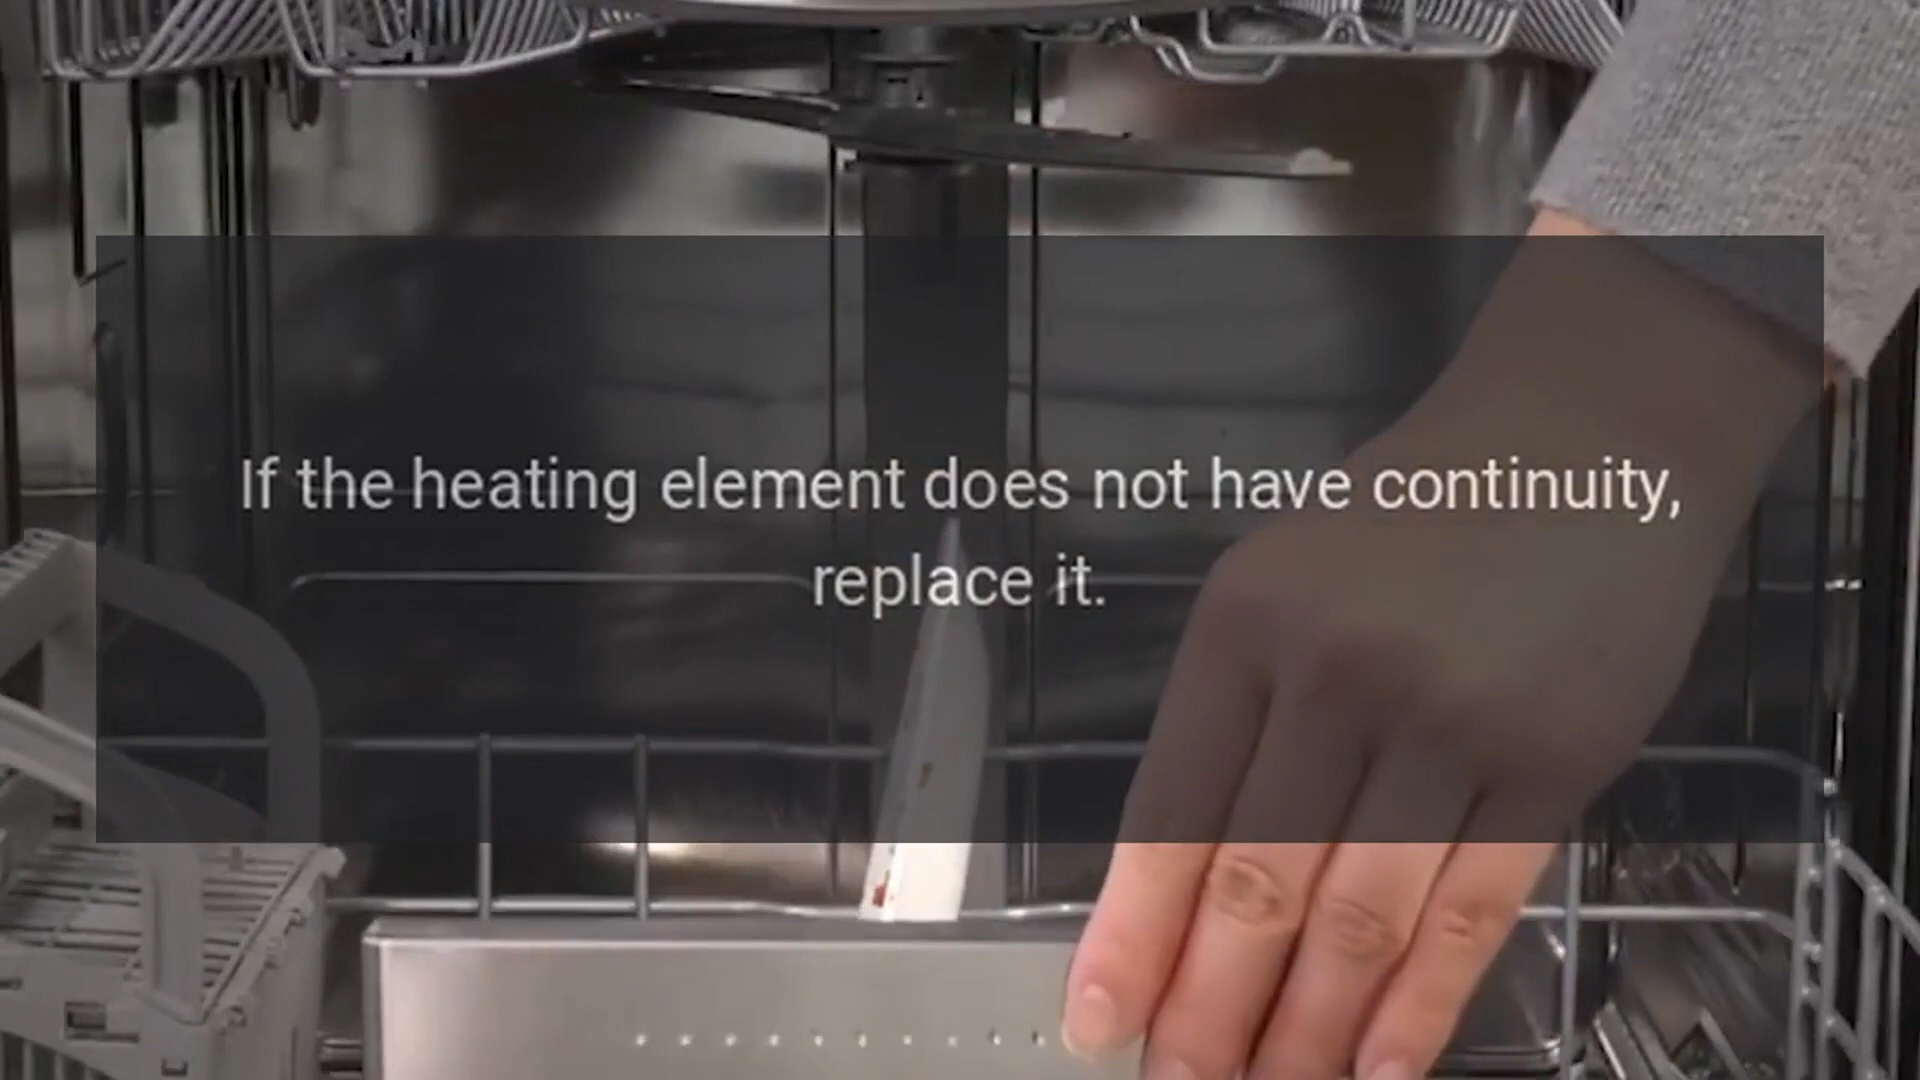 If the heating element does not have continuity,
replace it.